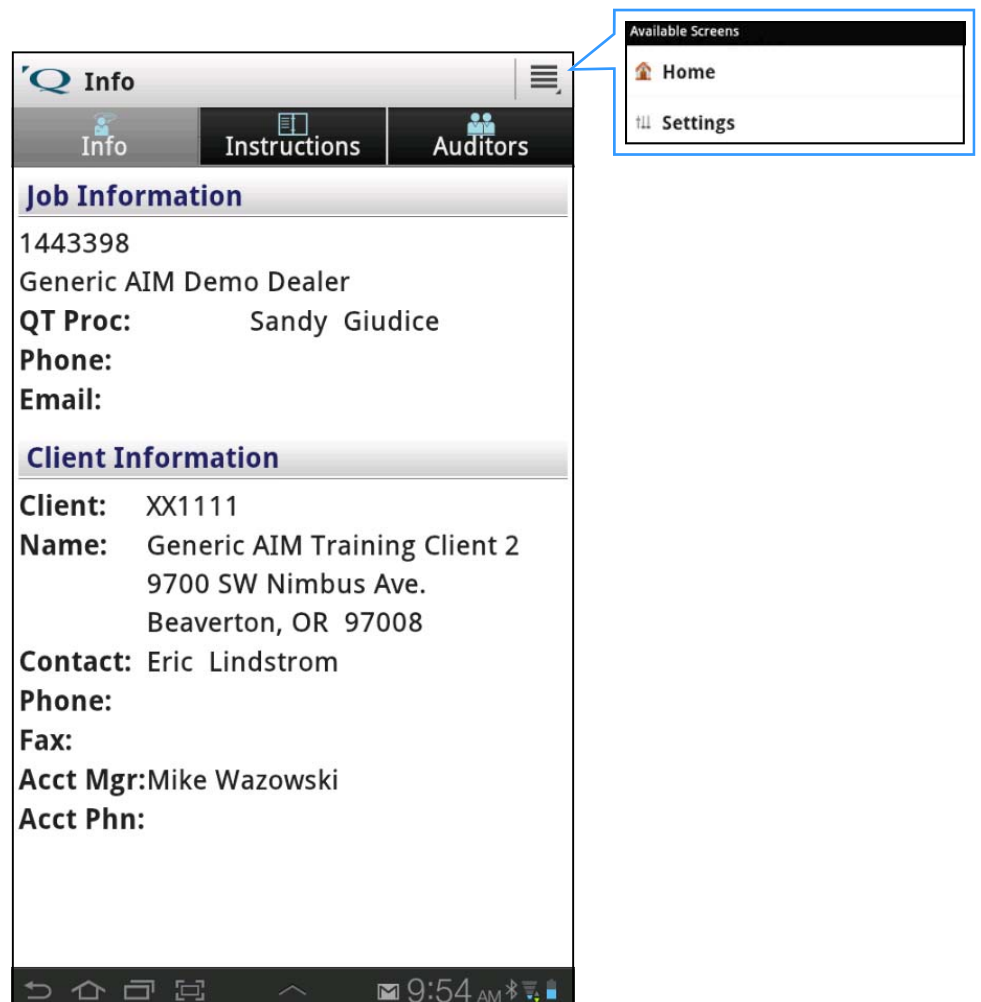 Info
Info
Instructions
Auditors
Job Information
1443398
Generic AIM Demo Dealer
QT Proc: Sandy Giudice
Phone:
Email:
Client Information
Client: XX1111
Name: Generic AIM Training Client 2
9700 SW Nimbus Ave.
Beaverton, OR 97008
Contact: Eric Lindstrom
Phone:
Fax:
Acct Mgr:Mike Wazowski
Acct Phn:
9:54 AM
Available Screens
Home
Settings